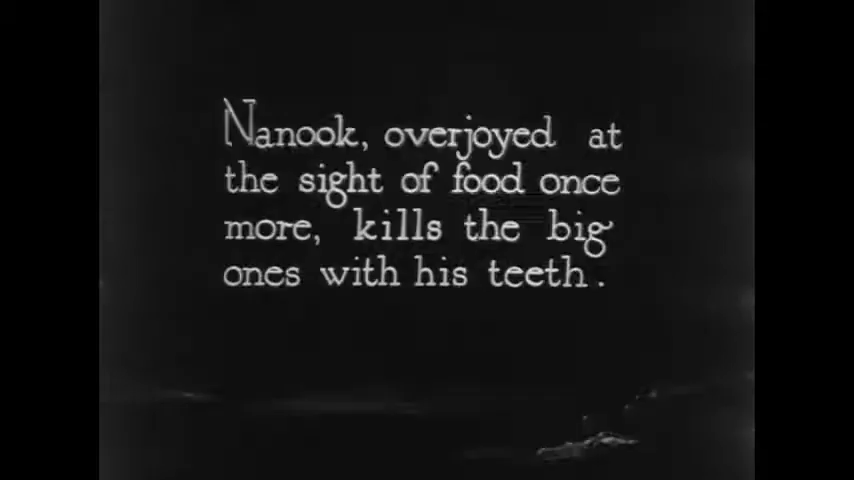 Nanook, overjoyed at
the sight of food once
more, kills the big
ones with his teeth.